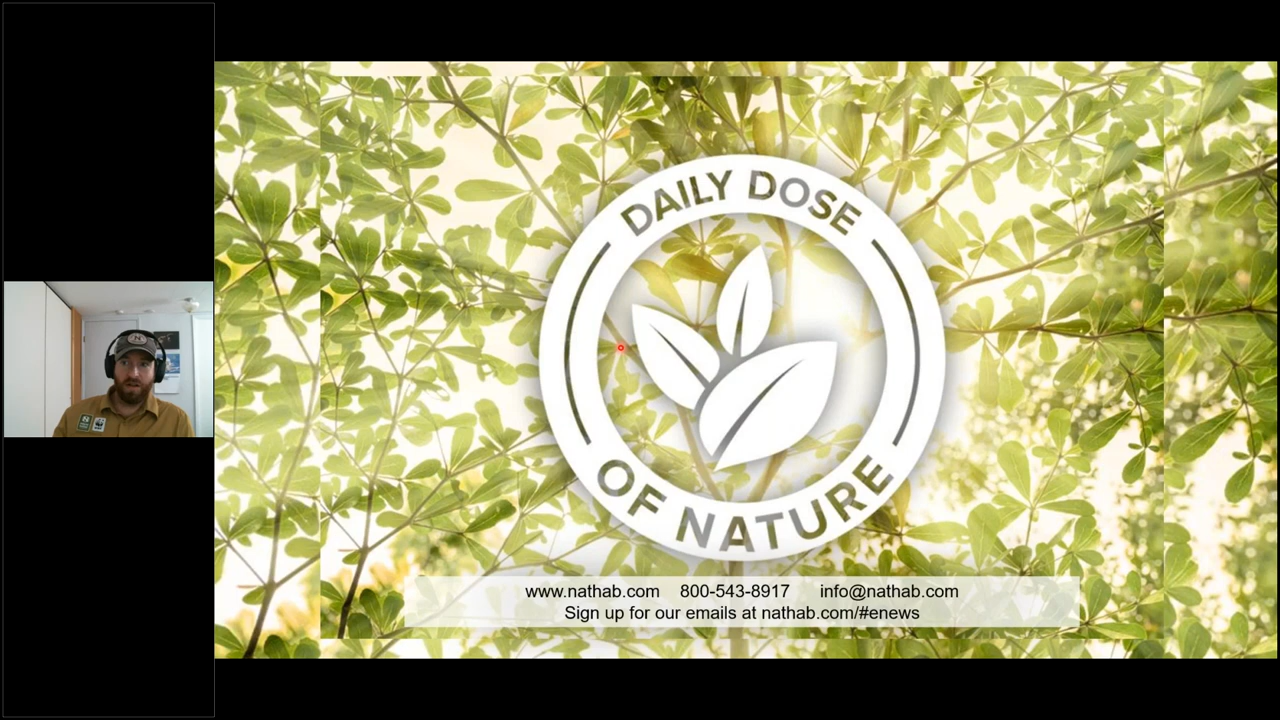 DAILY DOSE
OF NATURE
www.nathab.com 800-543-8917 info@nathab.com
Sign up for our emails at nathab.com/#enews